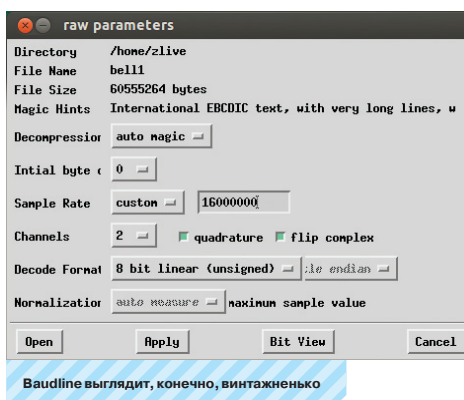 raw parameters
Directory /home/zlive
File Name bell1
File Size 60555264 bytes
Magic Hints International EBCDIC text, with very long lines, w
Decompression auto magic
Intial byte 0
Sample Rate custom 16000000
Channels 2 quadrature flip complex
Decode Format 8 bit linear (unsigned) le endian
Normalization auto measure maximum sample value
Open Apply Bit View Cancel
Baudline выглядит, конечно, винтажненько